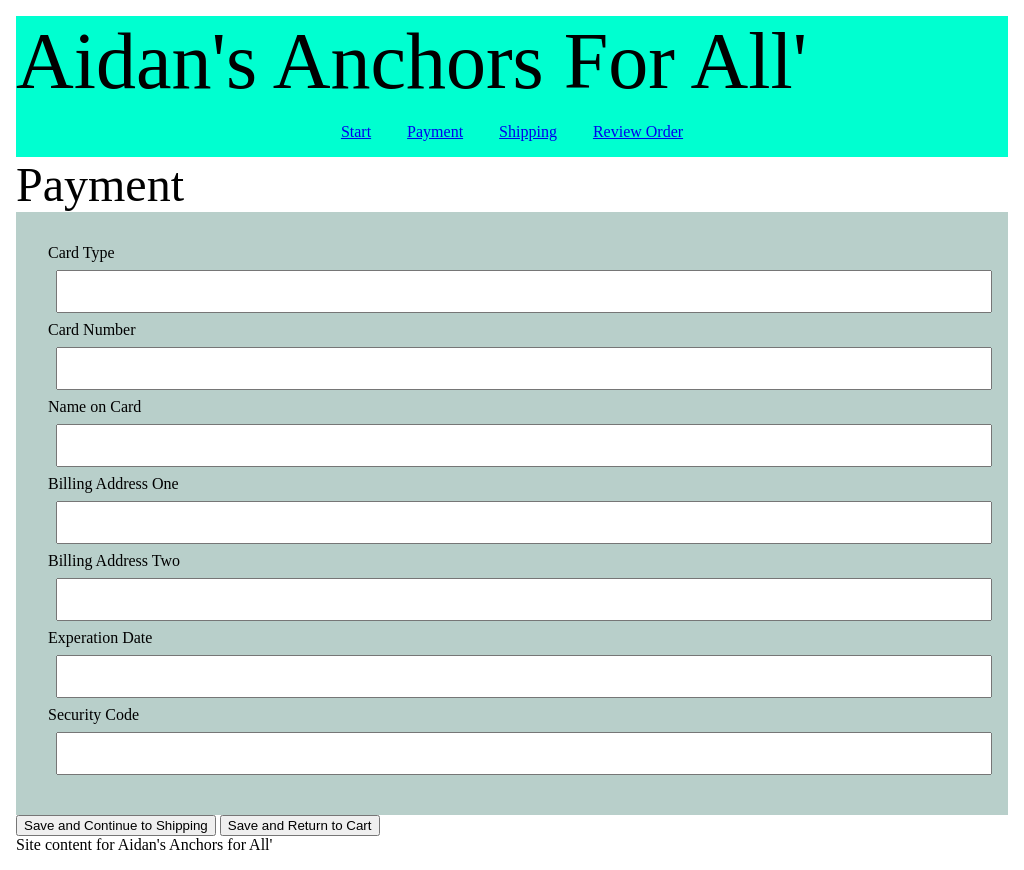 Aidan's Anchors For All'
Start Payment Shipping Review Order
Payment
Card Type
Card Number
Name on Card
Billing Address One
Billing Address Two
Experation Date
Security Code
Save and Continue to Shipping Save and Return to Cart
Site content for Aidan's Anchors for All'